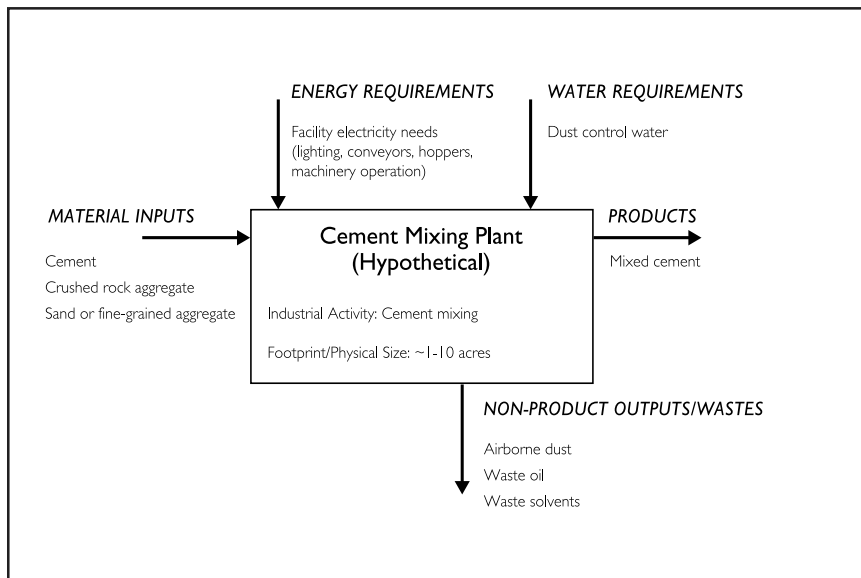 ENERGY REQUIREMENTS
Facility electricity needs
(lighting, conveyors, hoppers,
machinery operation)
WATER REQUIREMENTS
Dust control water
MATERIAL INPUTS
Cement
Crushed rock aggregate
Sand or fine-grained aggregate
Cement Mixing Plant
(Hypothetical)
Industrial Activity: Cement mixing
Footprint/Physical Size: ~1-10 acres
PRODUCTS
Mixed cement
NON-PRODUCT OUTPUTS/WASTES
Airborne dust
Waste oil
Waste solvents